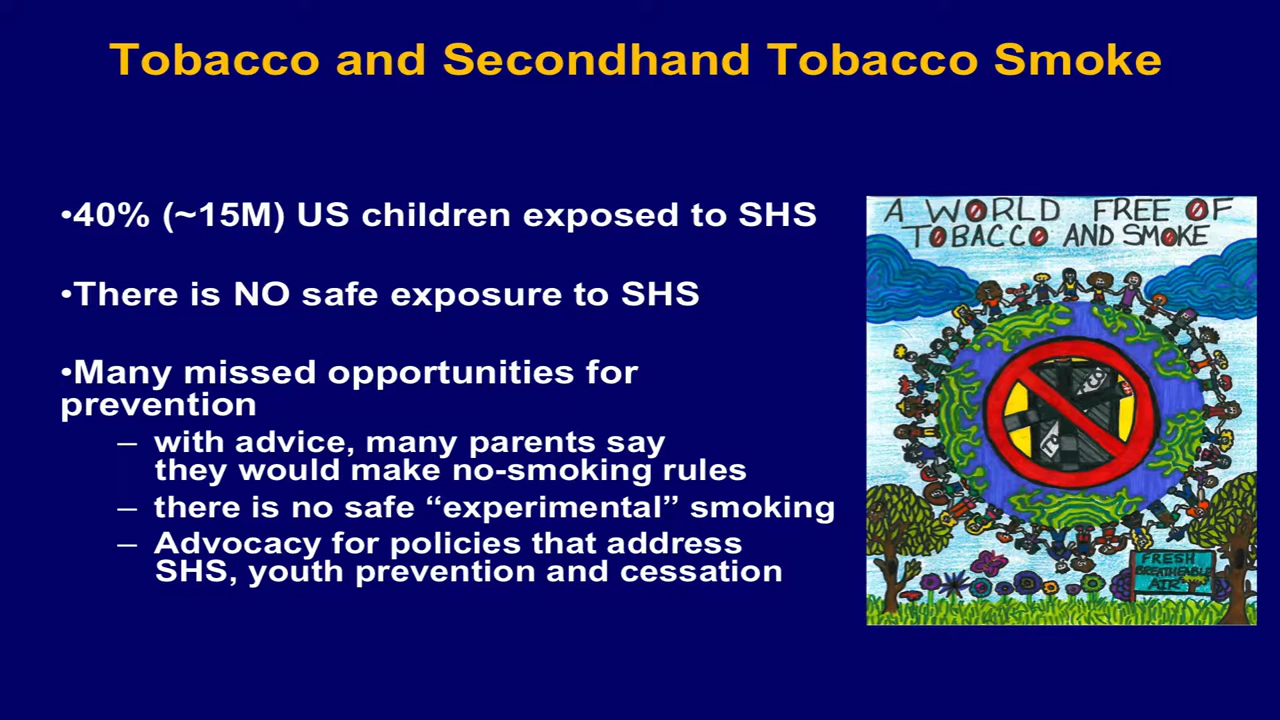 Tobacco and Secondhand Tobacco Smoke
•40% (~15M) US children exposed to SHS
•There is NO safe exposure to SHS
•Many missed opportunities for
prevention
– with advice, many parents say
they would make no-smoking rules
– there is no safe “experimental” smoking
– Advocacy for policies that address
SHS, youth prevention and cessation
A WORLD FREE OF
TOBACCO AND SMOKE
FRESH
BREATHEABLE
AIR